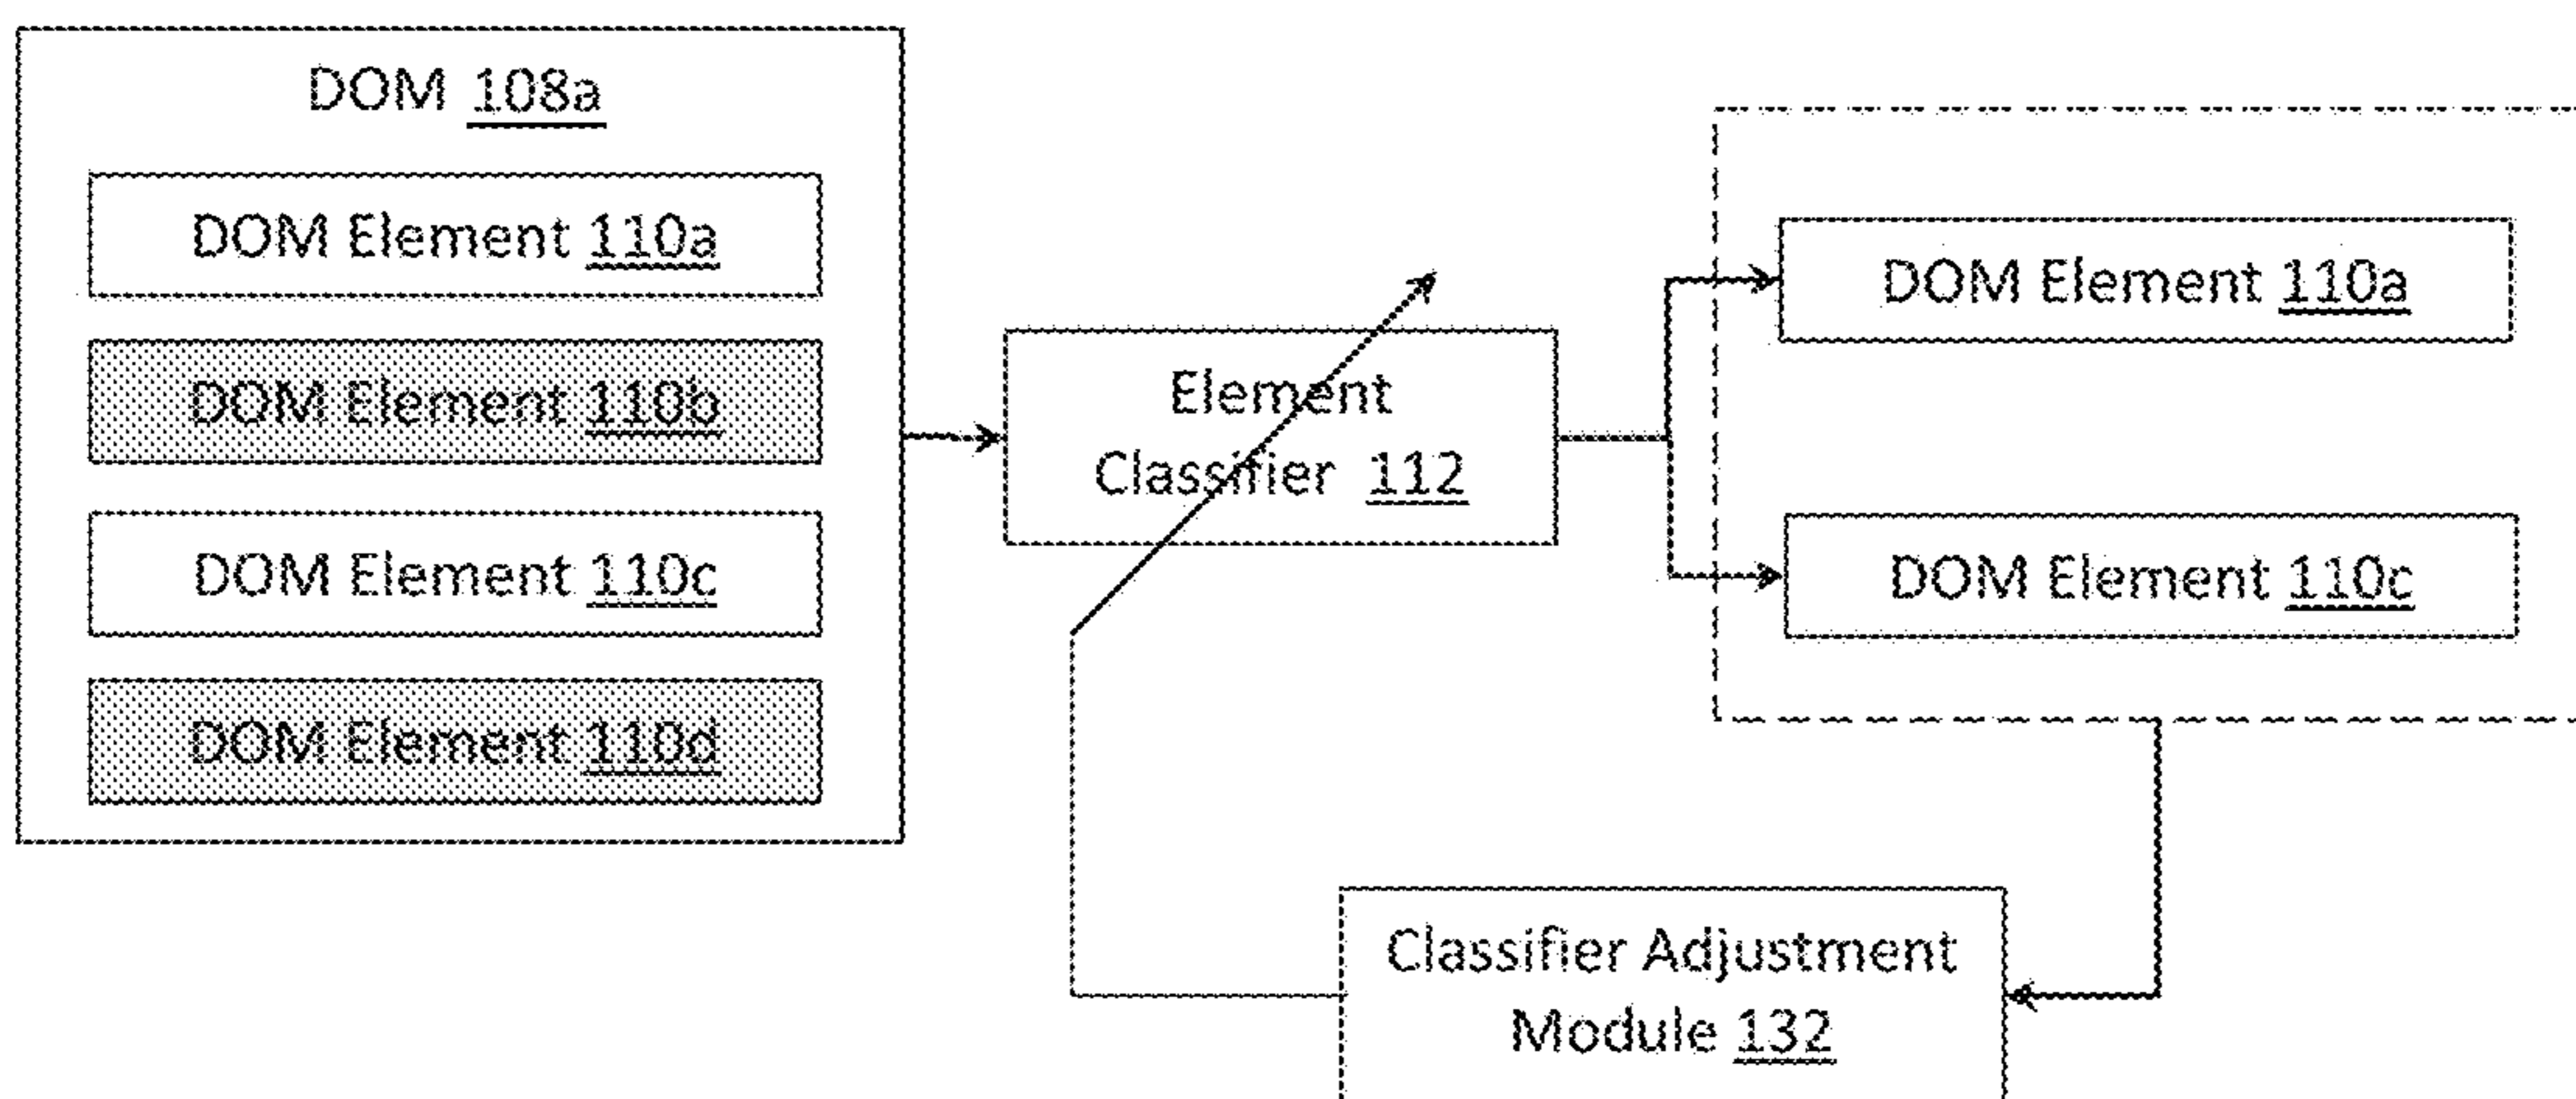 DOM 108a
DOM Element 110a
DOM Element 110b
DOM Element 110c
DOM Element 110d
Element
Classifier 112
DOM Element 110a
DOM Element 110c
Classifier Adjustment
Module 132